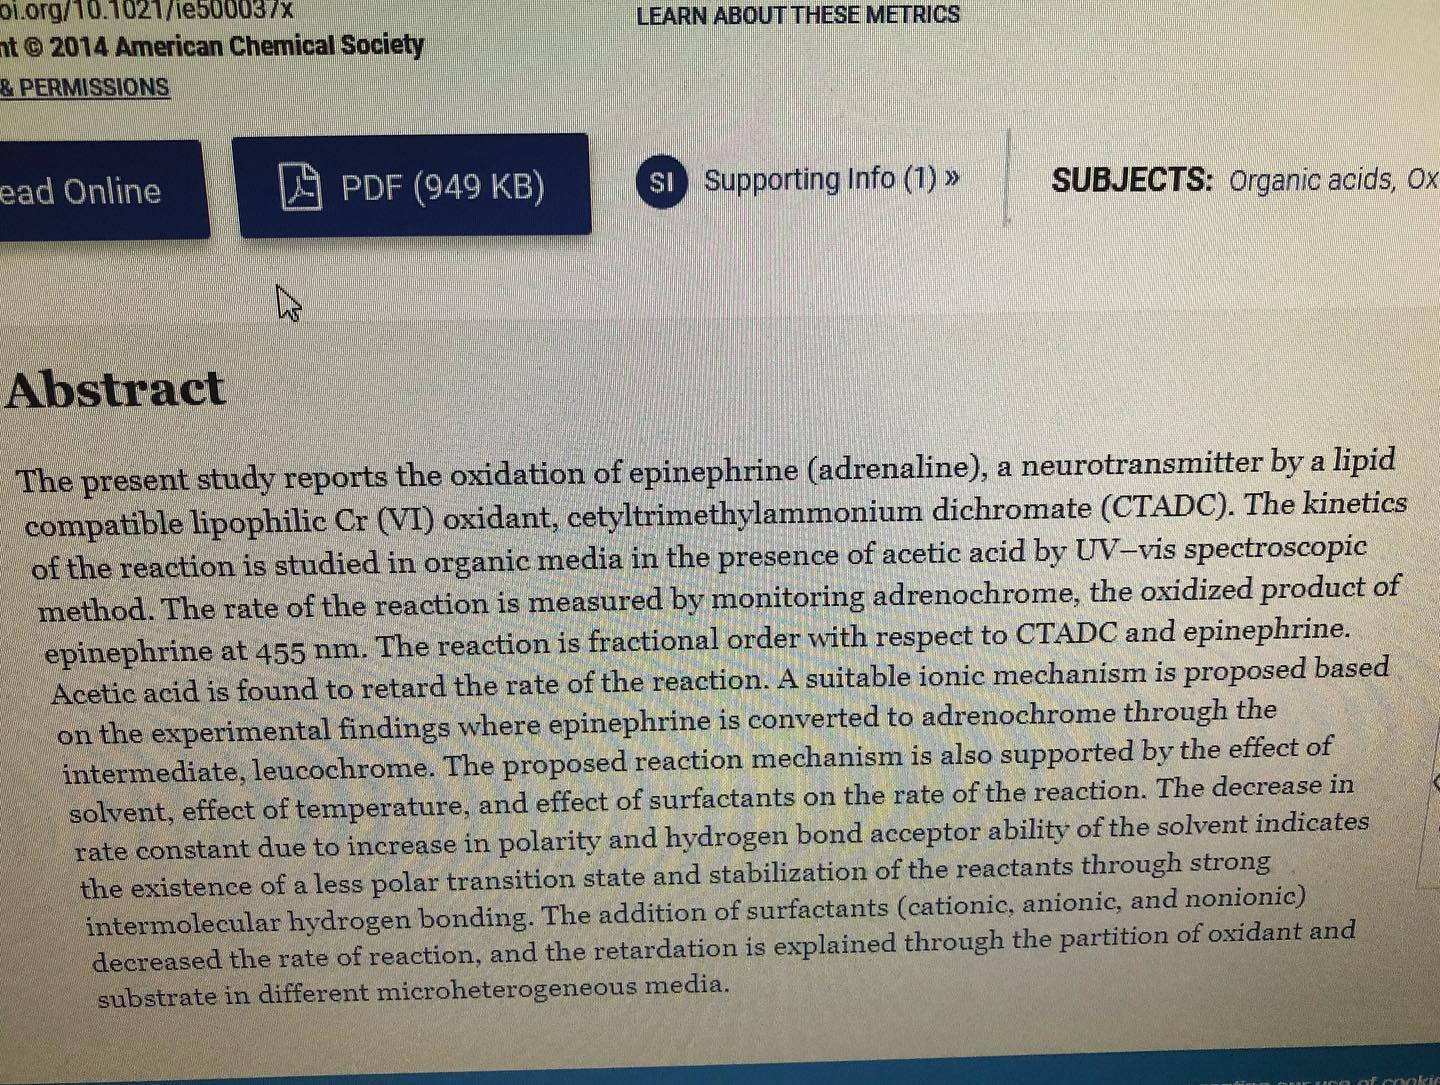 oi.org/10.1021/ie500037x
LEARN ABOUT THESE METRICS
nt © 2014 American Chemical Society
& PERMISSIONS
ead Online
PDF (949 KB)
SI
Supporting Info (1) »
SUBJECTS: Organic acids, Ox
Abstract
The present study reports the oxidation of epinephrine (adrenaline), a neurotransmitter by a lipid
compatible lipophilic Cr (VI) oxidant, cetyltrimethylammonium dichromate (CTADC). The kinetics
of the reaction is studied in organic media in the presence of acetic acid by UV–vis spectroscopic
method. The rate of the reaction is measured by monitoring adrenochrome, the oxidized product of
epinephrine at 455 nm. The reaction is fractional order with respect to CTADC and epinephrine.
Acetic acid is found to retard the rate of the reaction. A suitable ionic mechanism is proposed based
on the experimental findings where epinephrine is converted to adrenochrome through the
intermediate, leucochrome. The proposed reaction mechanism is also supported by the effect of
solvent, effect of temperature, and effect of surfactants on the rate of the reaction. The decrease in
rate constant due to increase in polarity and hydrogen bond acceptor ability of the solvent indicates
the existence of a less polar transition state and stabilization of the reactants through strong
intermolecular hydrogen bonding. The addition of surfactants (cationic, anionic, and nonionic)
decreased the rate of reaction, and the retardation is explained through the partition of oxidant and
substrate in different microheterogeneous media.